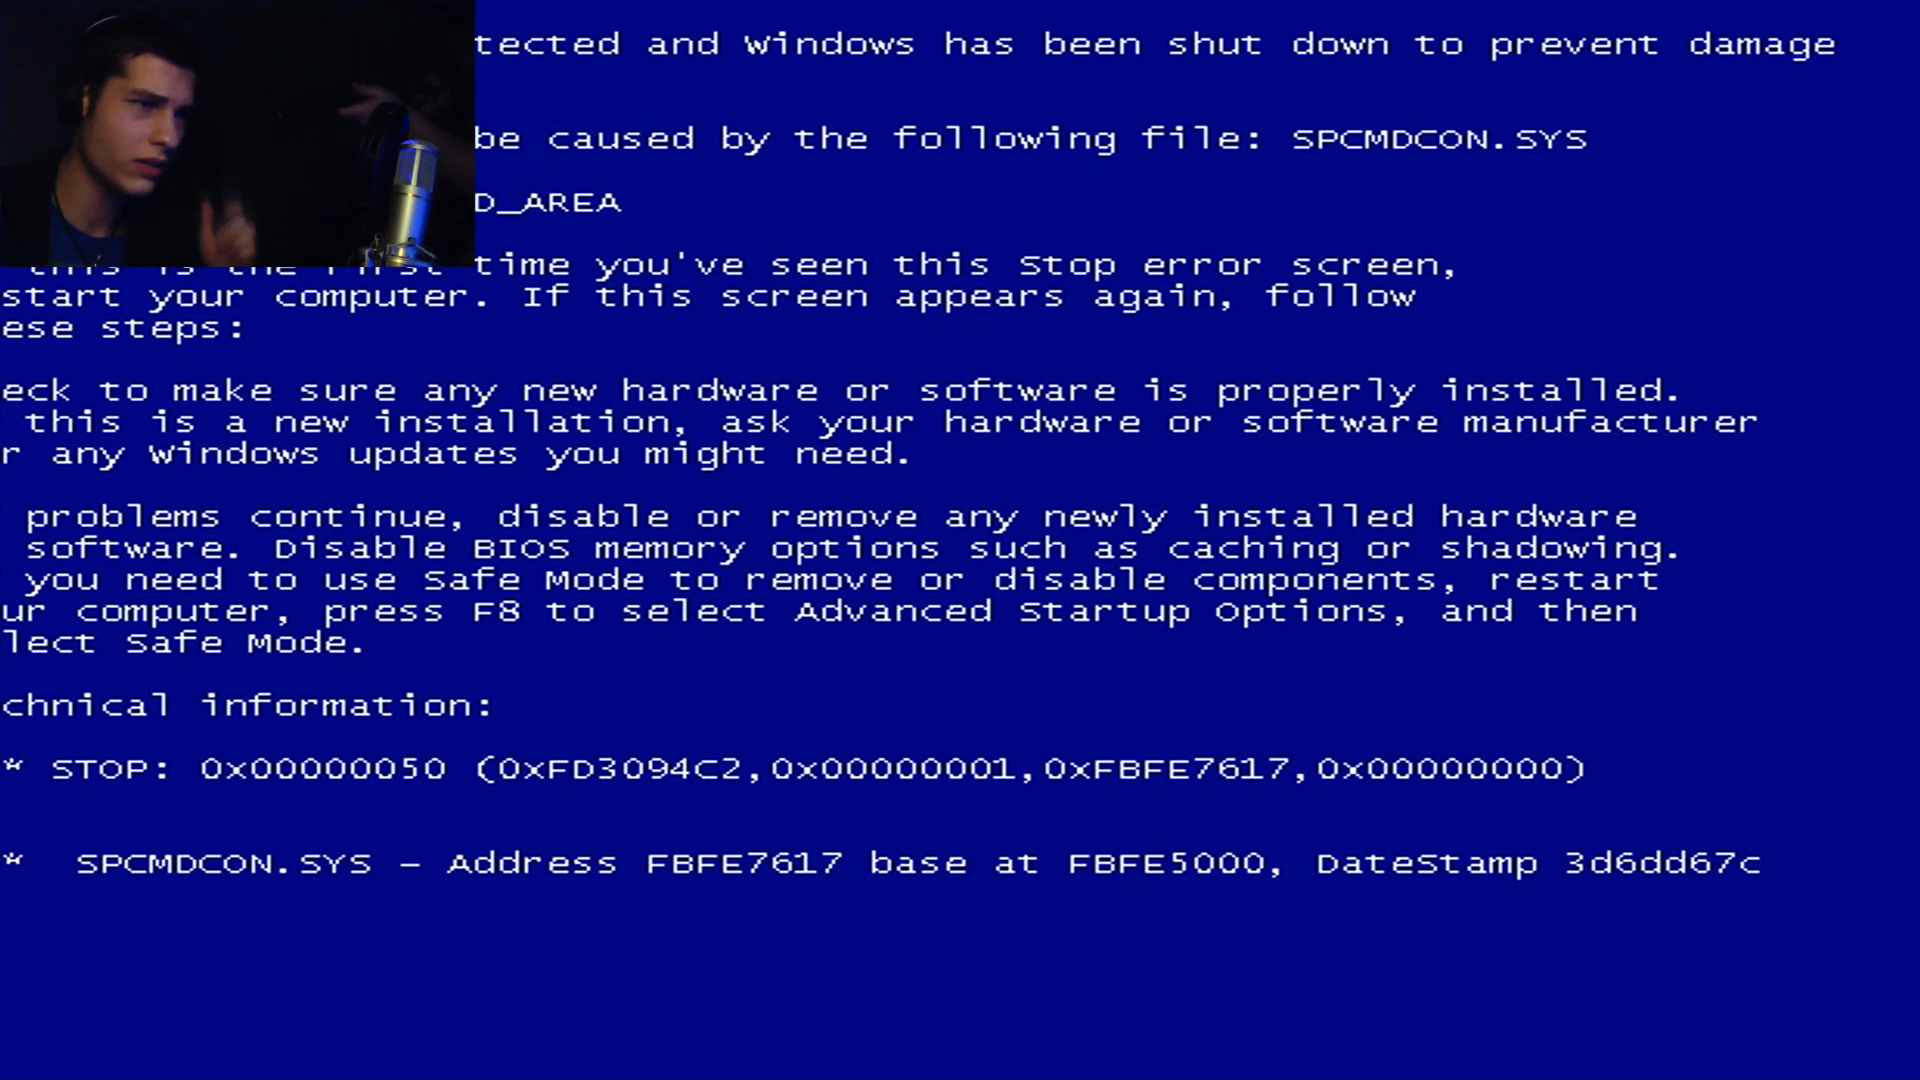 tected and Windows has been shut down to prevent damage
be caused by the following file: SPCMDCON.SYS
D_AREA
this is the first time you've seen this Stop error screen,
start your computer. If this screen appears again, follow
ese steps:
eck to make sure any new hardware or software is properly installed.
this is a new installation, ask your hardware or software manufacturer
r any Windows updates you might need.
problems continue, disable or remove any newly installed hardware
software. Disable BIOS memory options such as caching or shadowing.
you need to use Safe Mode to remove or disable components, restart
ur computer, press F8 to select Advanced Startup Options, and then
lect Safe Mode.
chnical information:
* STOP: 0x00000050 (0xFD3094C2,0x00000001,0xFBFE7617,0x00000000)
* SPCMDCON.SYS – Address FBFE7617 base at FBFE5000, DateStamp 3d6dd67c